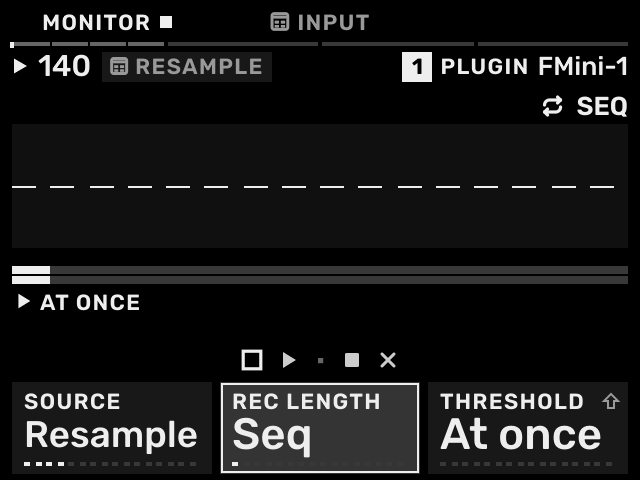 MONITOR INPUT
140 RESAMPLE 1 PLUGIN FMini-1
SEQ
AT ONCE
SOURCE REC LENGTH THRESHOLD
Resample Seq At once